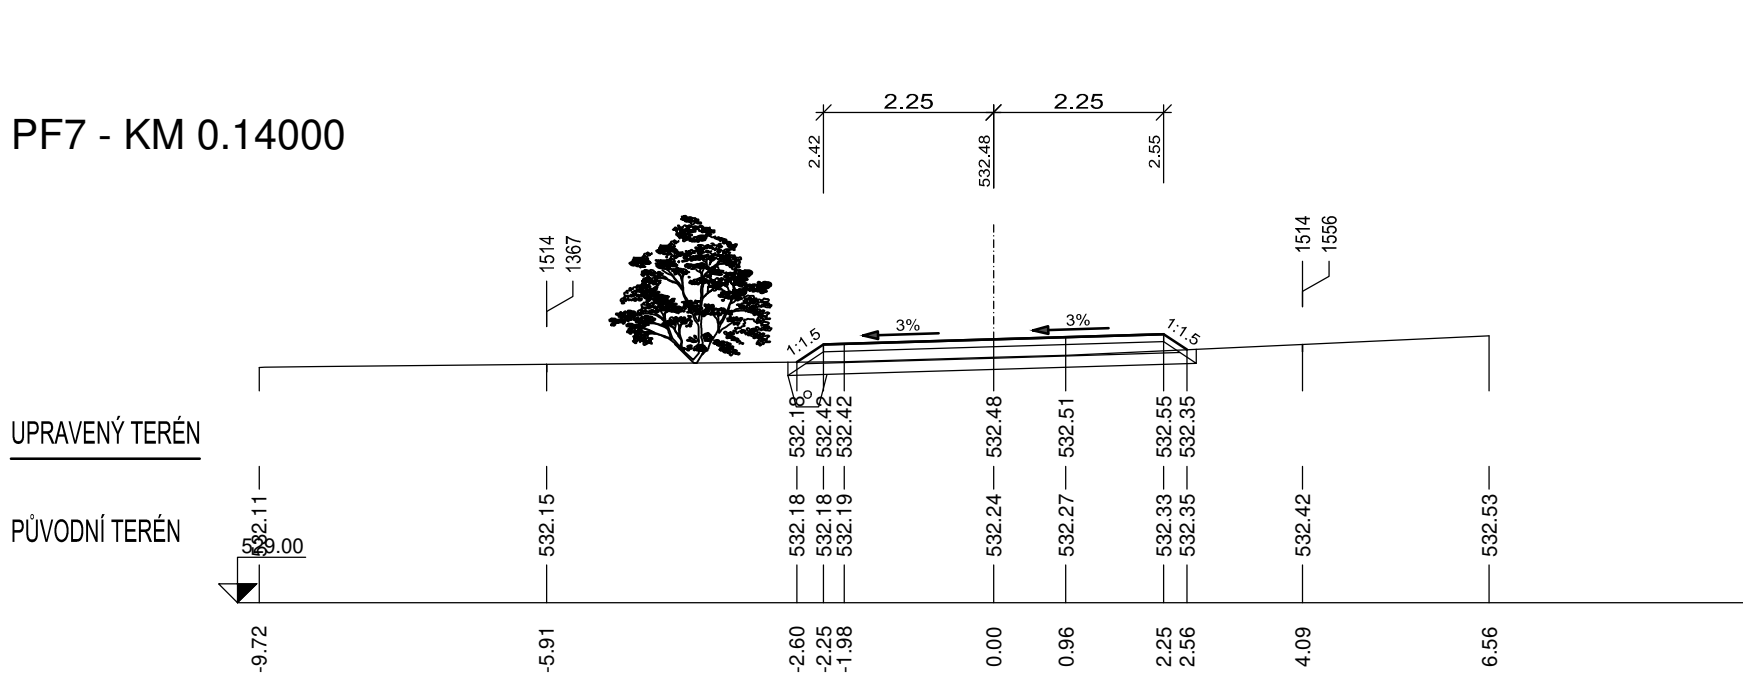 PF7 - KM 0.14000
2.25 2.25
2.42 532.48 2.55
1514 1367 1514 1556
1:1.5 3% 3% 1:1.5
UPRAVENÝ TERÉN 532.18 532.42 532.42 532.48 532.51 532.55 532.35
PŮVODNÍ TERÉN 532.11 532.15 532.18 532.18 532.19 532.24 532.27 532.33 532.35 532.42 532.53
529.00
-9.72 -5.91 -2.60 -2.25 -1.98 0.00 0.96 2.25 2.56 4.09 6.56